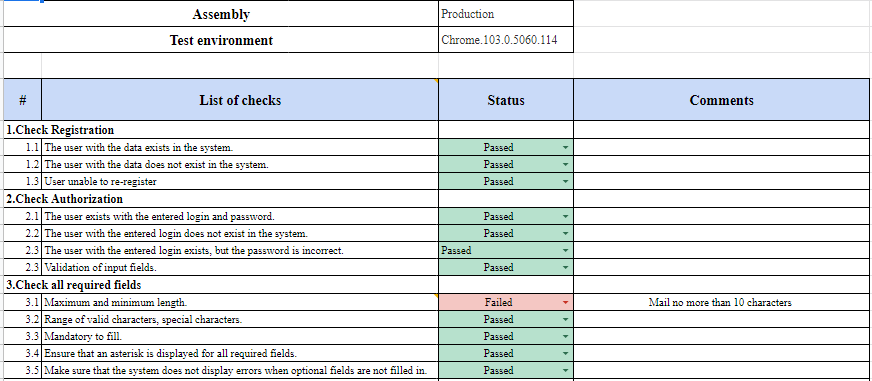 Assembly Production
Test environment Chrome.103.0.5060.114
# List of checks Status Comments
1.Check Registration
1.1 The user with the data exists in the system. Passed
1.2 The user with the data does not exist in the system. Passed
1.3 User unable to re-register Passed
2.Check Authorization
2.1 The user exists with the entered login and password. Passed
2.2 The user with the entered login does not exist in the system. Passed
2.3 The user with the entered login exists, but the password is incorrect. Passed
2.3 Validation of input fields. Passed
3.Check all required fields
3.1 Maximum and minimum length. Failed Mail no more than 10 characters
3.2 Range of valid characters, special characters. Passed
3.3 Mandatory to fill. Passed
3.4 Ensure that an asterisk is displayed for all required fields. Passed
3.5 Make sure that the system does not display errors when optional fields are not filled in. Passed